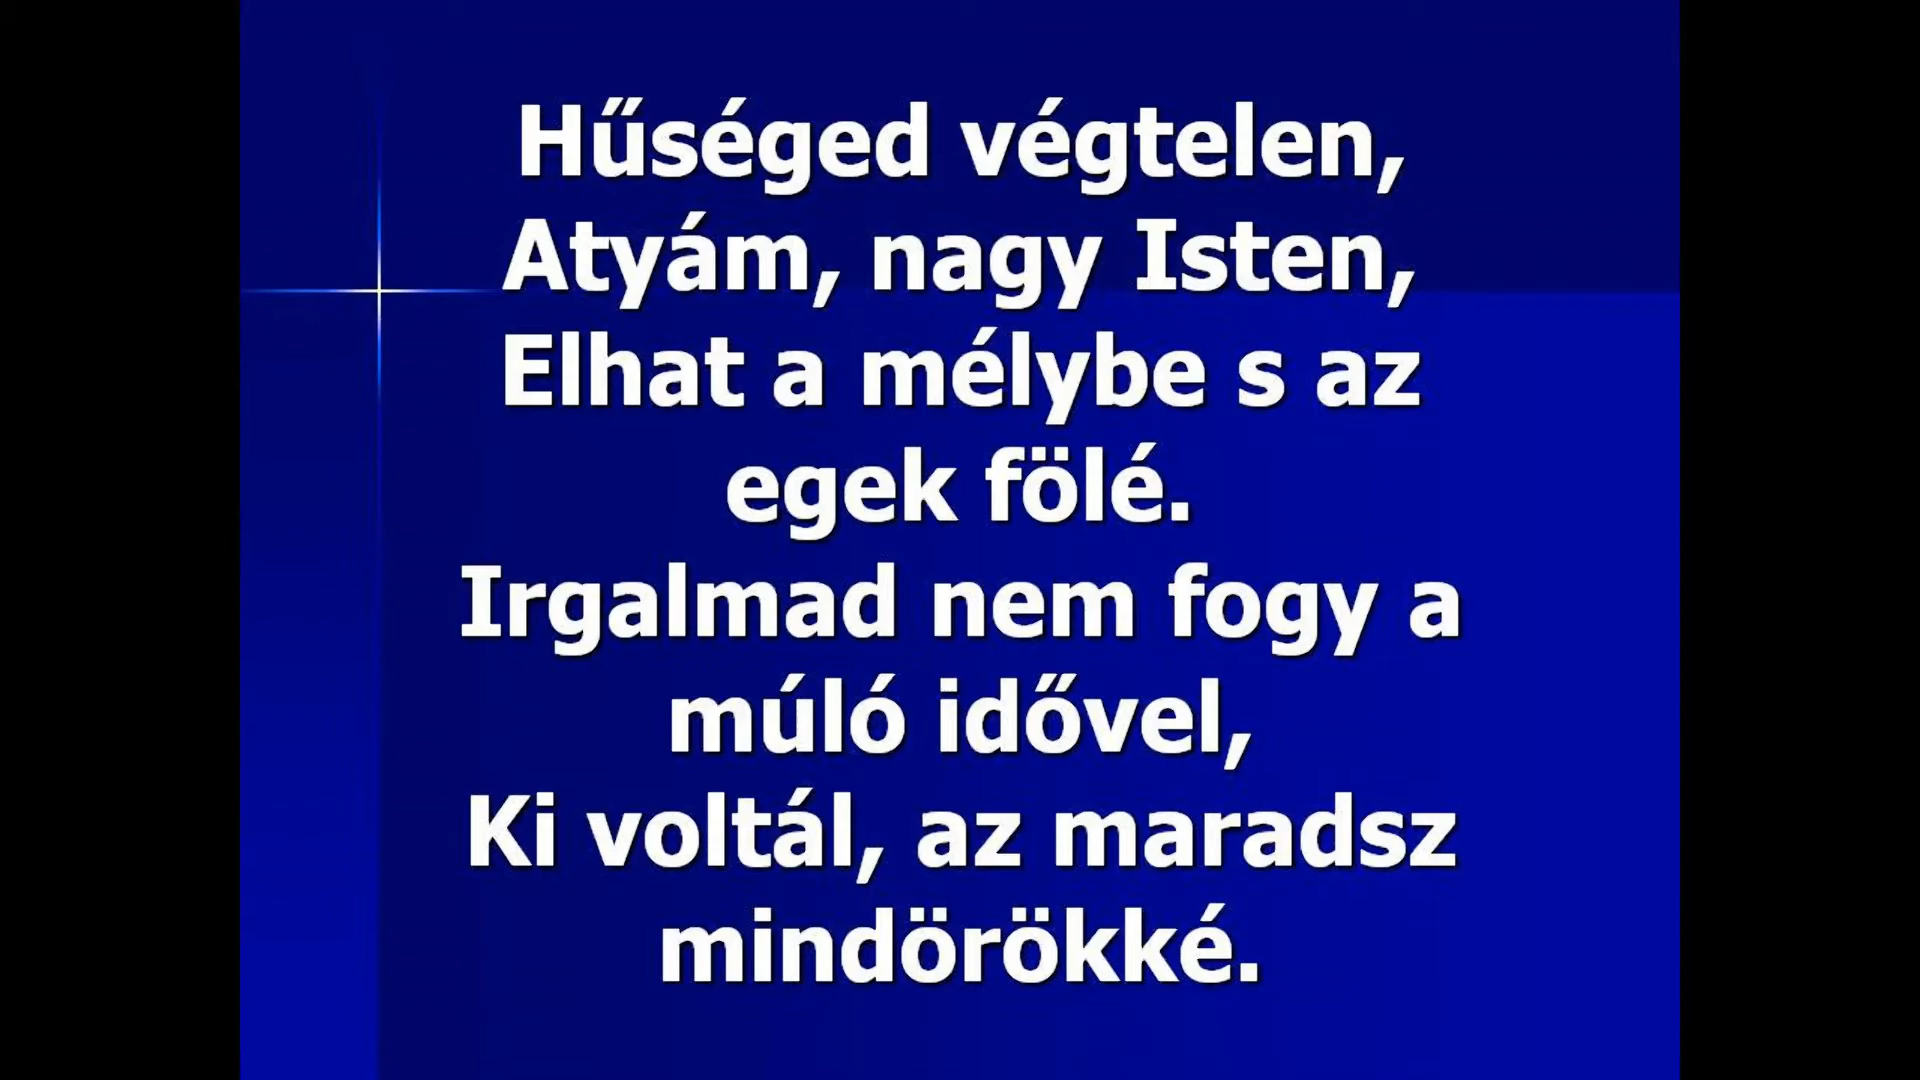 Hűséged végtelen,
Atyám, nagy Isten,
Elhat a mélybe s az
egek fölé.
Irgalmad nem fogy a
múló idővel,
Ki voltál, az maradsz
mindörökké.